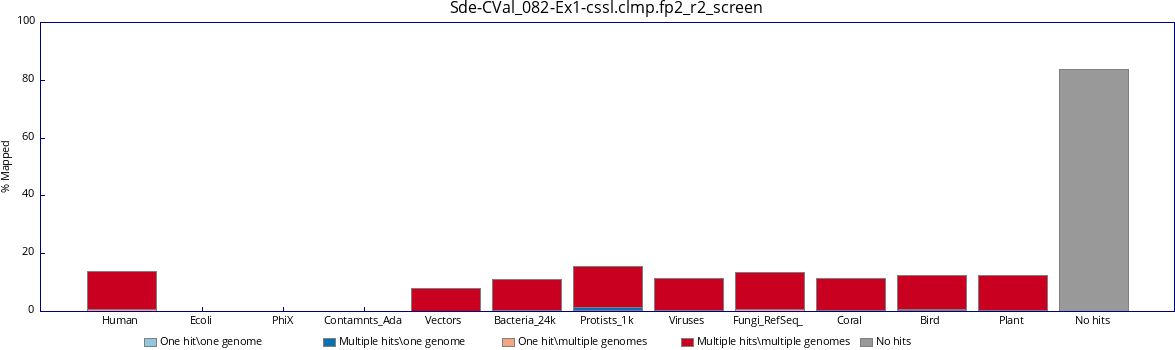 Sde-CVal_082-Ex1-cssl.clmp.fp2_r2_screen
100
80
60
40
20
0
% Mapped
Human Ecoli PhiX Contamnts_Ada Vectors Bacteria_24k Protists_1k Viruses Fungi_RefSeq_ Coral Bird Plant No hits
One hit\one genome Multiple hits\one genome One hit\multiple genomes Multiple hits\multiple genomes No hits